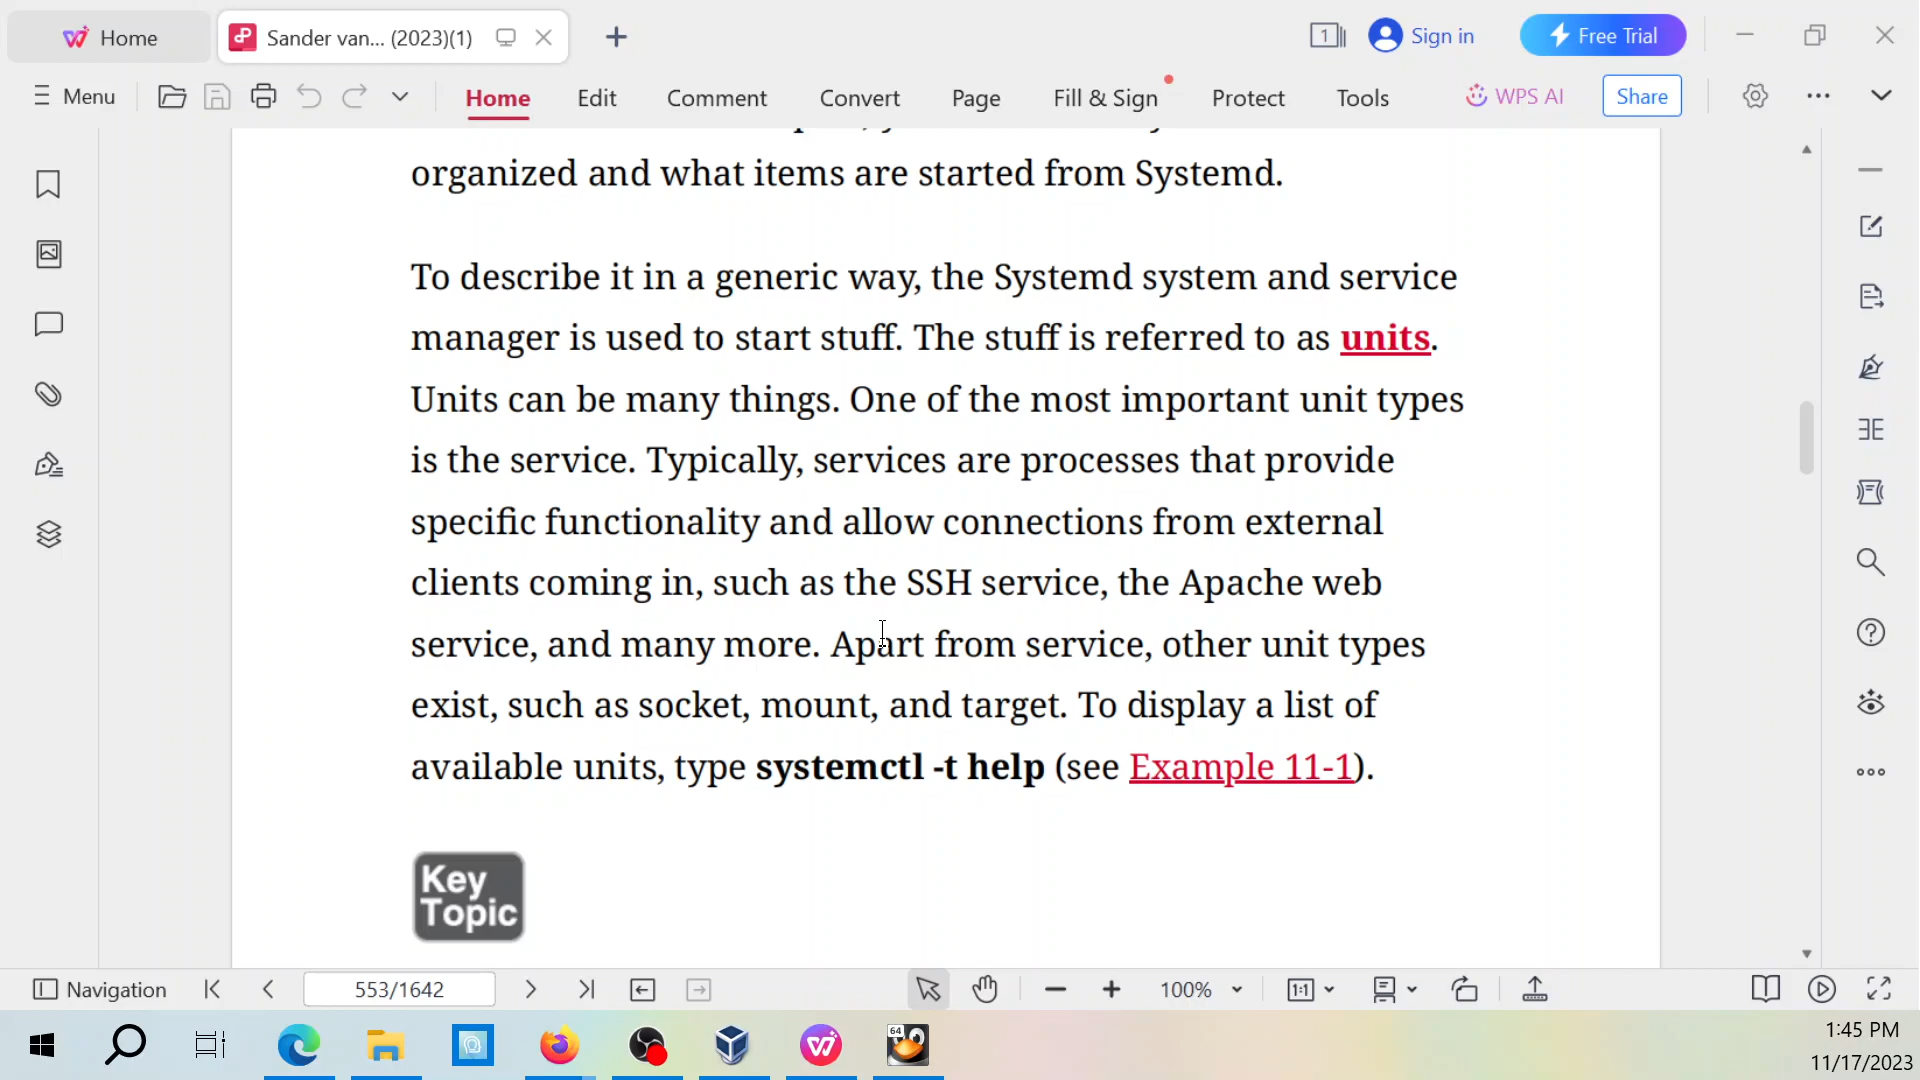 Home
Sander van... (2023)(1)
1
Sign in
Free Trial
Menu
Home
Edit
Comment
Convert
Page
Fill & Sign
Protect
Tools
WPS AI
Share
organized and what items are started from Systemd.
To describe it in a generic way, the Systemd system and service
manager is used to start stuff. The stuff is referred to as units.
Units can be many things. One of the most important unit types
is the service. Typically, services are processes that provide
specific functionality and allow connections from external
clients coming in, such as the SSH service, the Apache web
service, and many more. Apart from service, other unit types
exist, such as socket, mount, and target. To display a list of
available units, type systemctl -t help (see Example 11-1).
Key
Topic
Navigation
553/1642
100%
1:1
64
1:45 PM
11/17/2023